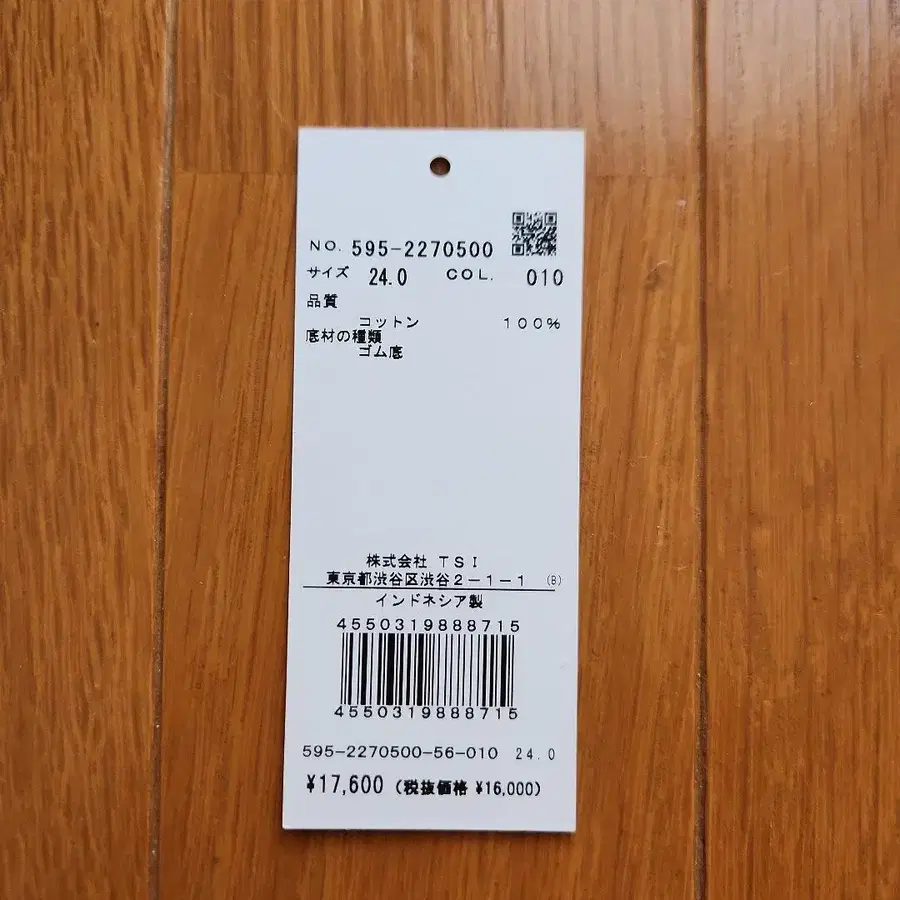 NO. 595-2270500
サイズ 24.0 COL. 010
品質
コットン 100%
底材の種類
ゴム底
株式会社 TSI
東京都渋谷区渋谷2-1-1 (B)
インドネシア製
4550319888715
4550319888715
595-2270500-56-010 24.0
¥17,600 (税抜価格 ¥16,000)